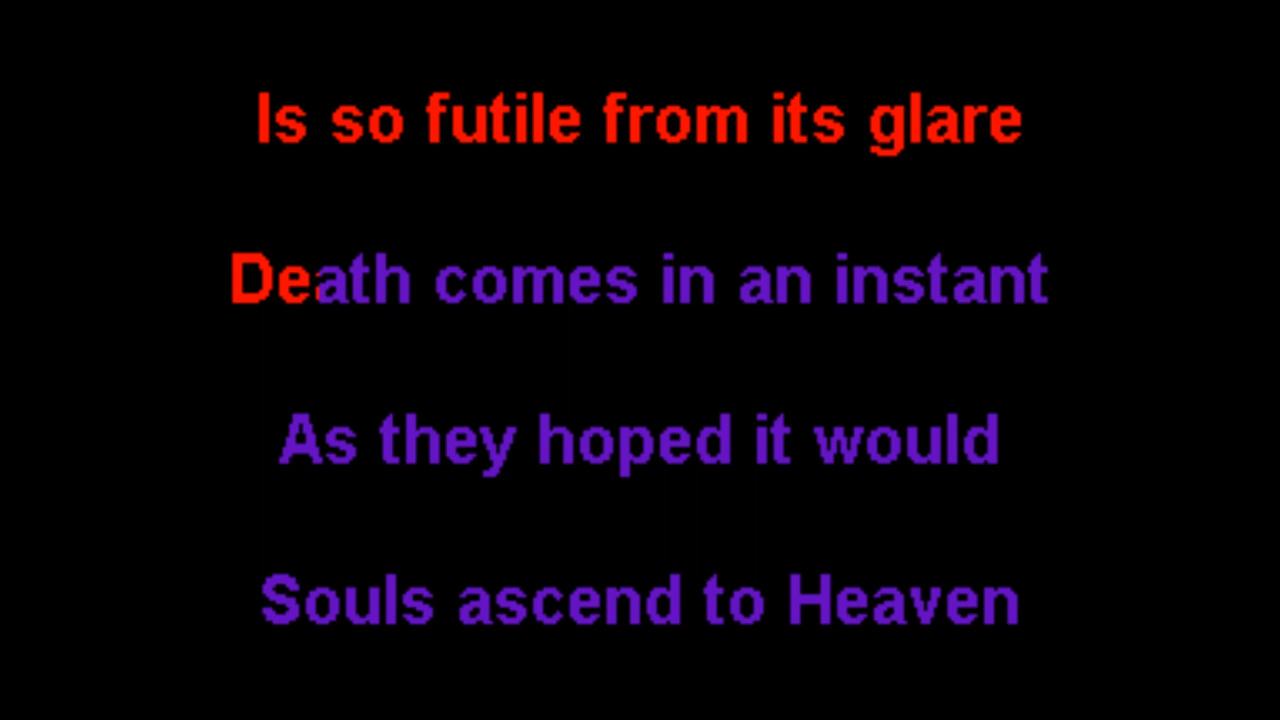 Is so futile from its glare
Death comes in an instant
As they hoped it would
Souls ascend to Heaven